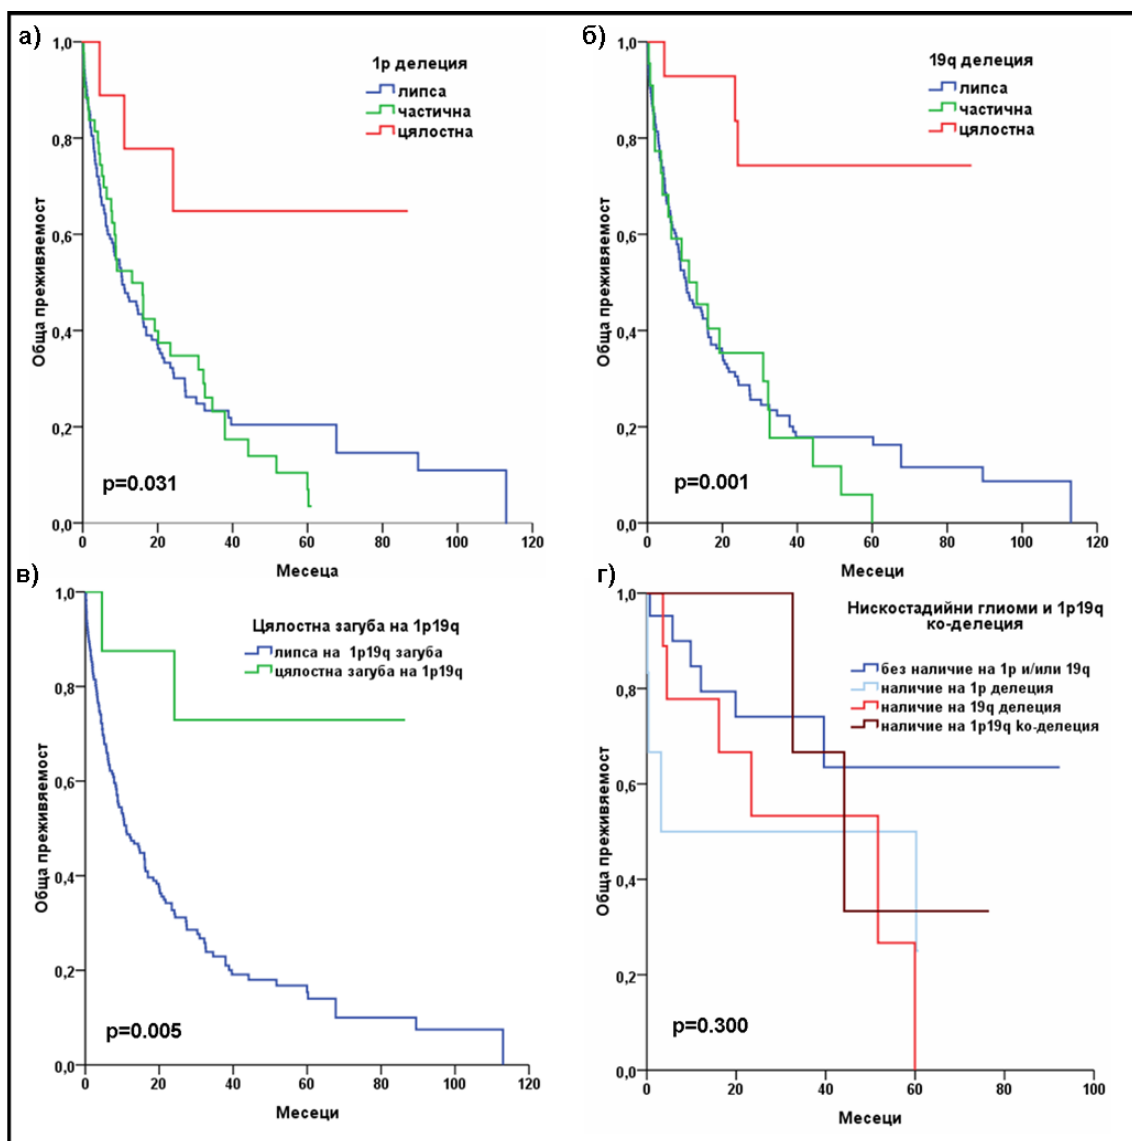 а)
1р делеция
липса
частична
цялостна
Обща преживяемост
1,0
0,8
0,6
0,4
0,2
0,0
p=0.031
0 20 40 60 80 100 120
Месеца
б)
19q делеция
липса
частична
цялостна
Обща преживяемост
1,0
0,8
0,6
0,4
0,2
0,0
p=0.001
0 20 40 60 80 100 120
Месеци
в)
Цялостна загуба на 1p19q
липса на 1p19q загуба
цялостна загуба на 1p19q
Обща преживяемост
1,0
0,8
0,6
0,4
0,2
0,0
p=0.005
0 20 40 60 80 100 120
Месеци
г)
Нискостадийни глиоми и 1p19q
ко-делеция
без наличие на 1p и/или 19q
наличие на 1p делеция
наличие на 19q делеция
наличие на 1p19q ко-делеция
Обща преживяемост
1,0
0,8
0,6
0,4
0,2
0,0
p=0.300
0 20 40 60 80 100
Месеци